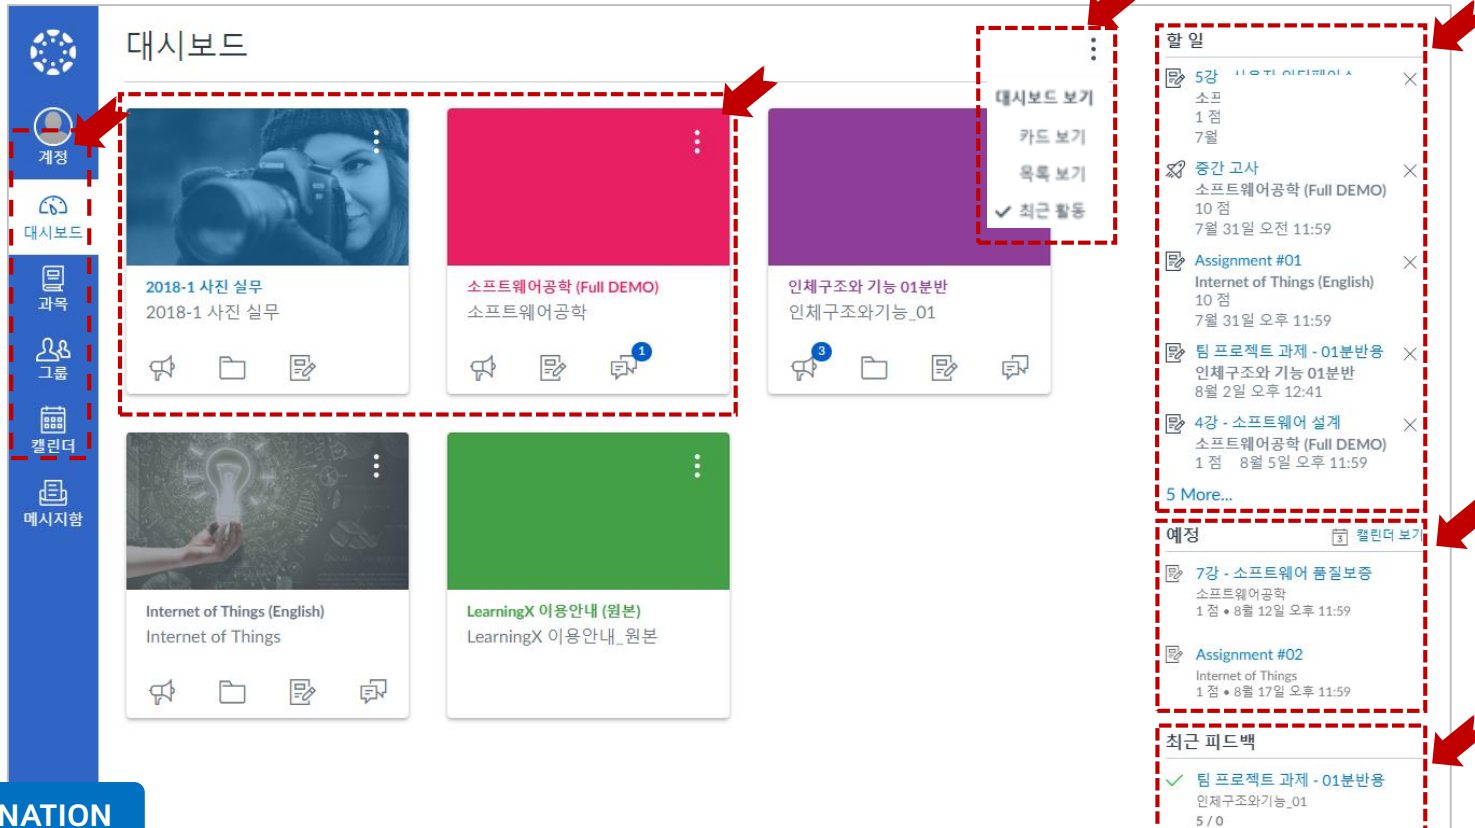 대시보드
계정
대시보드
과목
그룹
캘린더
메시지함
2018-1 사진 실무
2018-1 사진 실무
소프트웨어공학 (Full DEMO)
소프트웨어공학
1
인체구조와 기능 01분반
인체구조와기능_01
3
Internet of Things (English)
Internet of Things
LearningX 이용안내 (원본)
LearningX 이용안내_원본
대시보드 보기
카드 보기
목록 보기
최근 활동
할 일
5강
1 점
7월
중간 고사
소프트웨어공학 (Full DEMO)
10 점
7월 31일 오전 11:59
Assignment #01
Internet of Things (English)
10 점
7월 31일 오후 11:59
팀 프로젝트 과제 - 01분반용
인체구조와 기능 01분반
8월 2일 오후 12:41
4강 - 소프트웨어 설계
소프트웨어공학 (Full DEMO)
1 점 8월 5일 오후 11:59
5 More...
예정
3 캘린더 보기
7강 - 소프트웨어 품질보증
소프트웨어공학
1 점 • 8월 12일 오후 11:59
Assignment #02
Internet of Things
1 점 • 8월 17일 오후 11:59
최근 피드백
팀 프로젝트 과제 - 01분반용
인체구조와기능_01
5 / 0
NATION